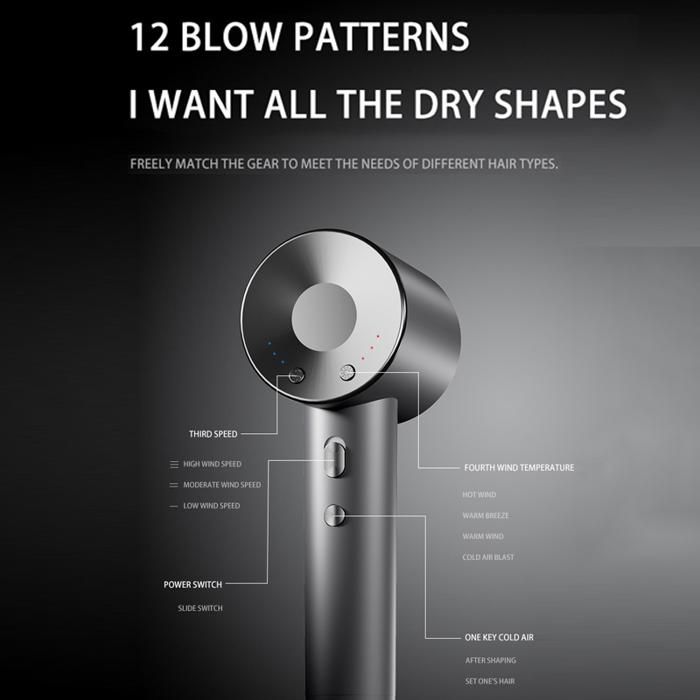 12 BLOW PATTERNS
I WANT ALL THE DRY SHAPES
FREELY MATCH THE GEAR TO MEET THE NEEDS OF DIFFERENT HAIR TYPES.
THIRD SPEED
HIGH WIND SPEED
MODERATE WIND SPEED
LOW WIND SPEED
POWER SWITCH
SLIDE SWITCH
FOURTH WIND TEMPERATURE
HOT WIND
WARM BREEZE
WARM WIND
COLD AIR BLAST
ONE KEY COLD AIR
AFTER SHAPING
SET ONE'S HAIR